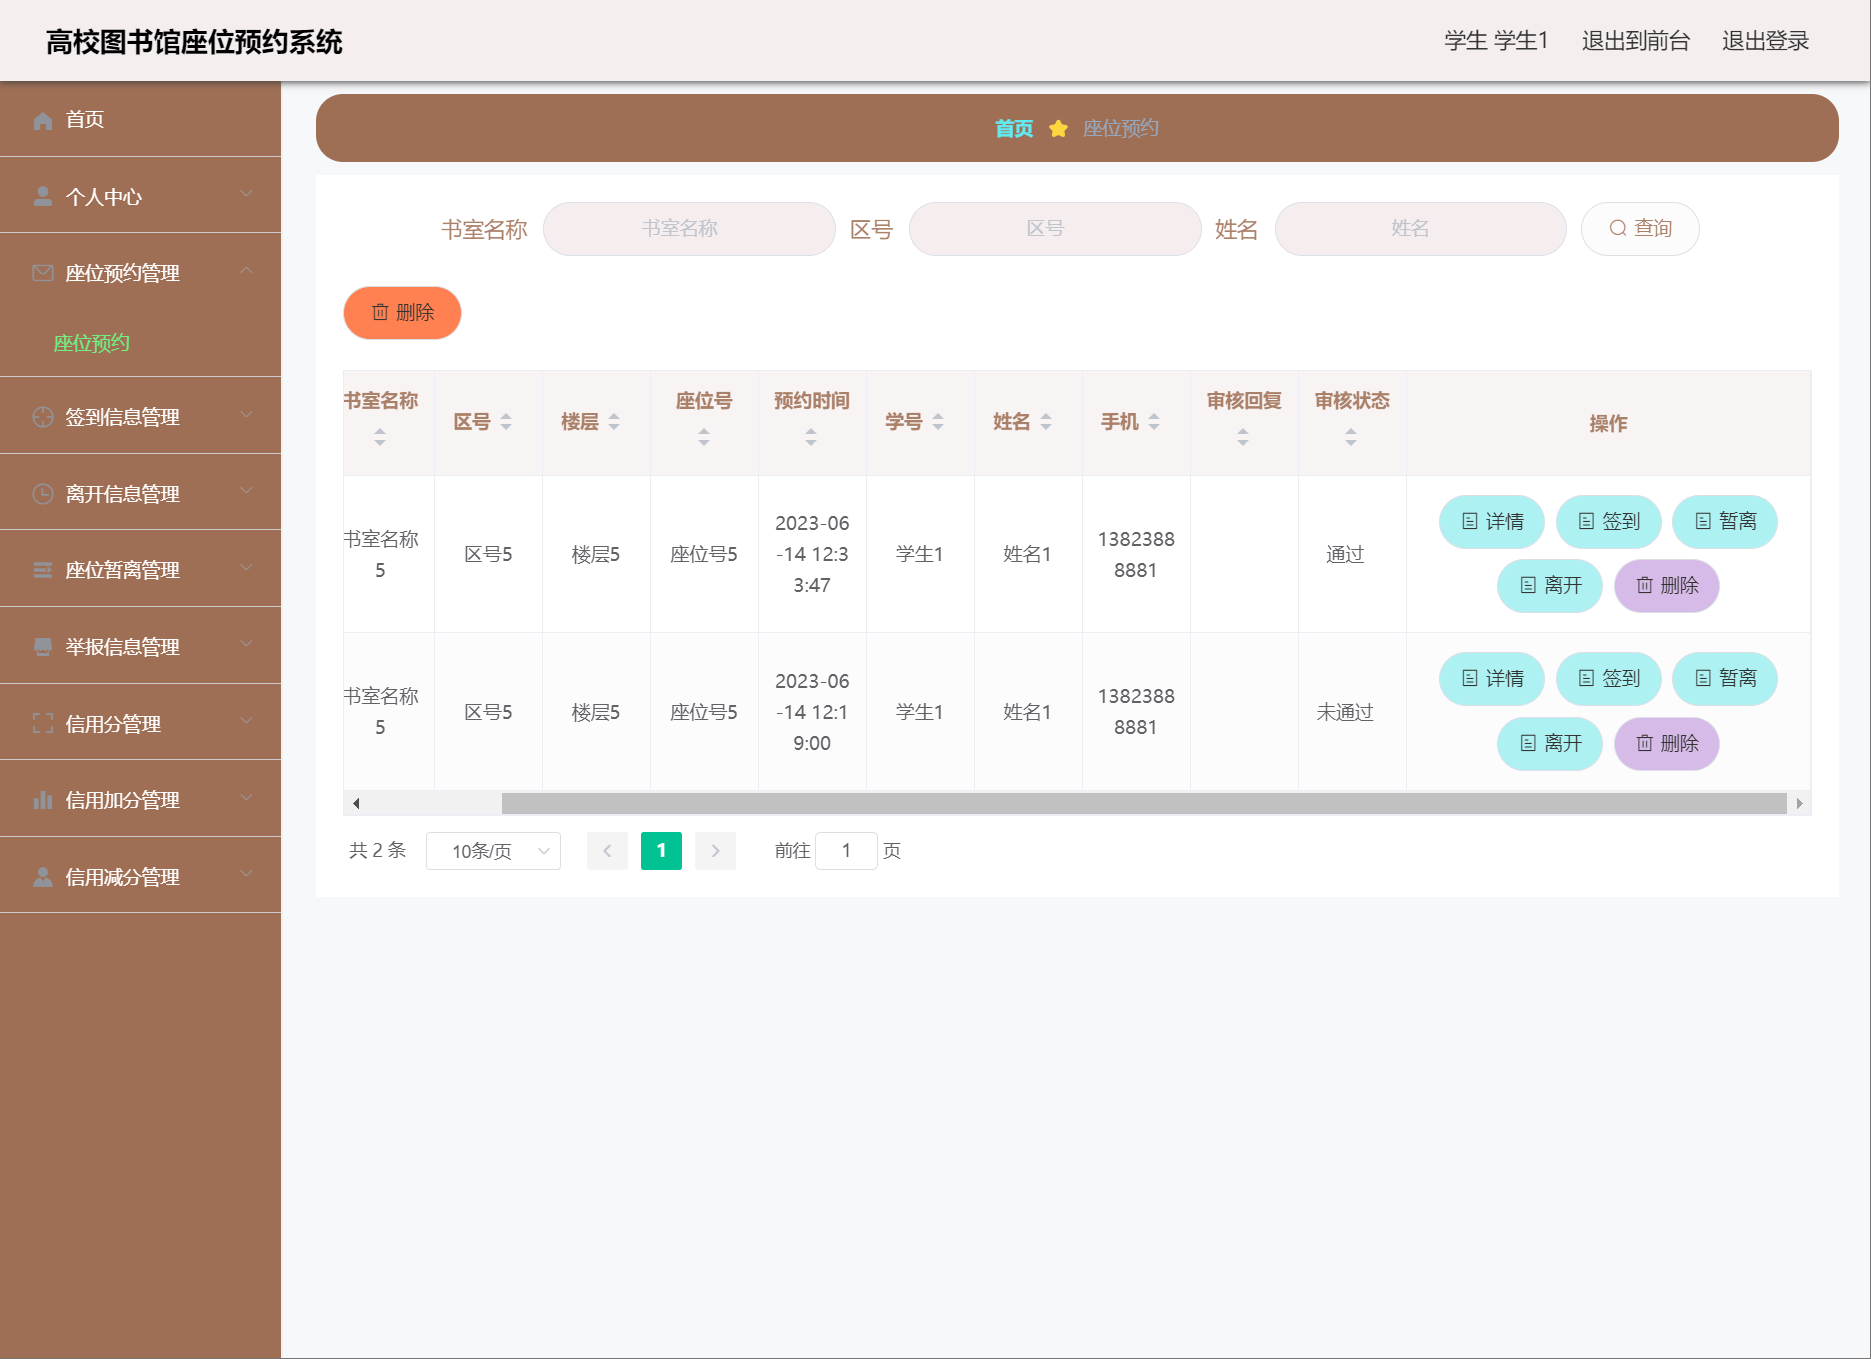 高校图书馆座位预约系统
学生 学生1 退出到前台 退出登录
首页
个人中心
座位预约管理
座位预约
签到信息管理
离开信息管理
座位暂离管理
举报信息管理
信用分管理
信用加分管理
信用减分管理
首页 座位预约
书室名称 书室名称 区号 区号 姓名 姓名 查询
删除
书室名称 区号 楼层 座位号 预约时间 学号 姓名 手机 审核回复 审核状态 操作
书室名称
5
区号5
楼层5
座位号5
2023-06
-14 12:3
3:47
学生1
姓名1
1382388
8881
通过
详情 签到 暂离
离开 删除
书室名称
5
区号5
楼层5
座位号5
2023-06
-14 12:1
9:00
学生1
姓名1
1382388
8881
未通过
详情 签到 暂离
离开 删除
共 2 条 10条/页 1 前往 1 页